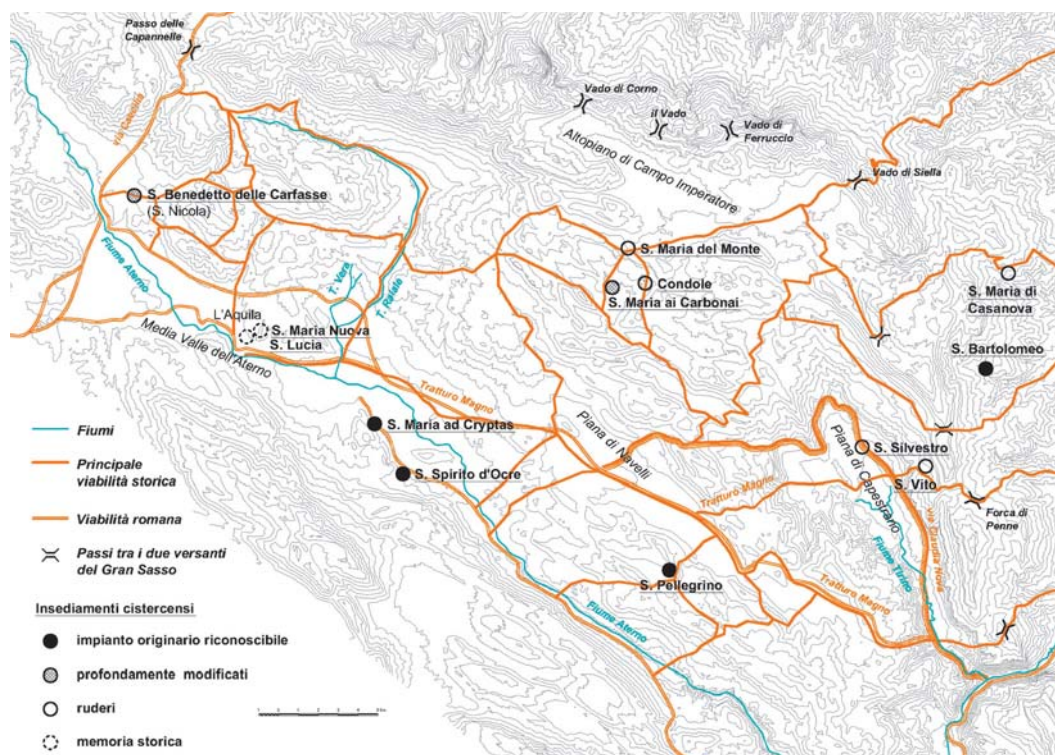 Passo delle
Capannelle
via Cecilia
Vado di Corno
il Vado
Vado di
Ferruccio
Altopiano di Campo Imperatore
Vado di Siella
S. Benedetto delle Carfasse
(S. Nicola)
Fiume Aterno
T. Vera
T. Raiale
S. Maria del Monte
Condole
S. Maria ai Carbonai
S. Maria di
Casanova
S. Bartolomeo
L'Aquila
S. Maria Nuova
S. Lucia
Media Valle dell'Aterno
Tratturo Magno
S. Maria ad Cryptas
S. Spirito d'Ocre
Piana di Navelli
Piana di Capestrano
S. Silvestro
S. Vito
Tratturo Magno
Forca di
Penne
via Claudia Nova
Fiume Tirino
S. Pellegrino
Tratturo Magno
Fiume Aterno
Fiumi
Principale
viabilità storica
Viabilità romana
Passi tra i due versanti
del Gran Sasso
Insediamenti cistercensi
impianto originario riconoscibile
profondamente modificati
ruderi
memoria storica